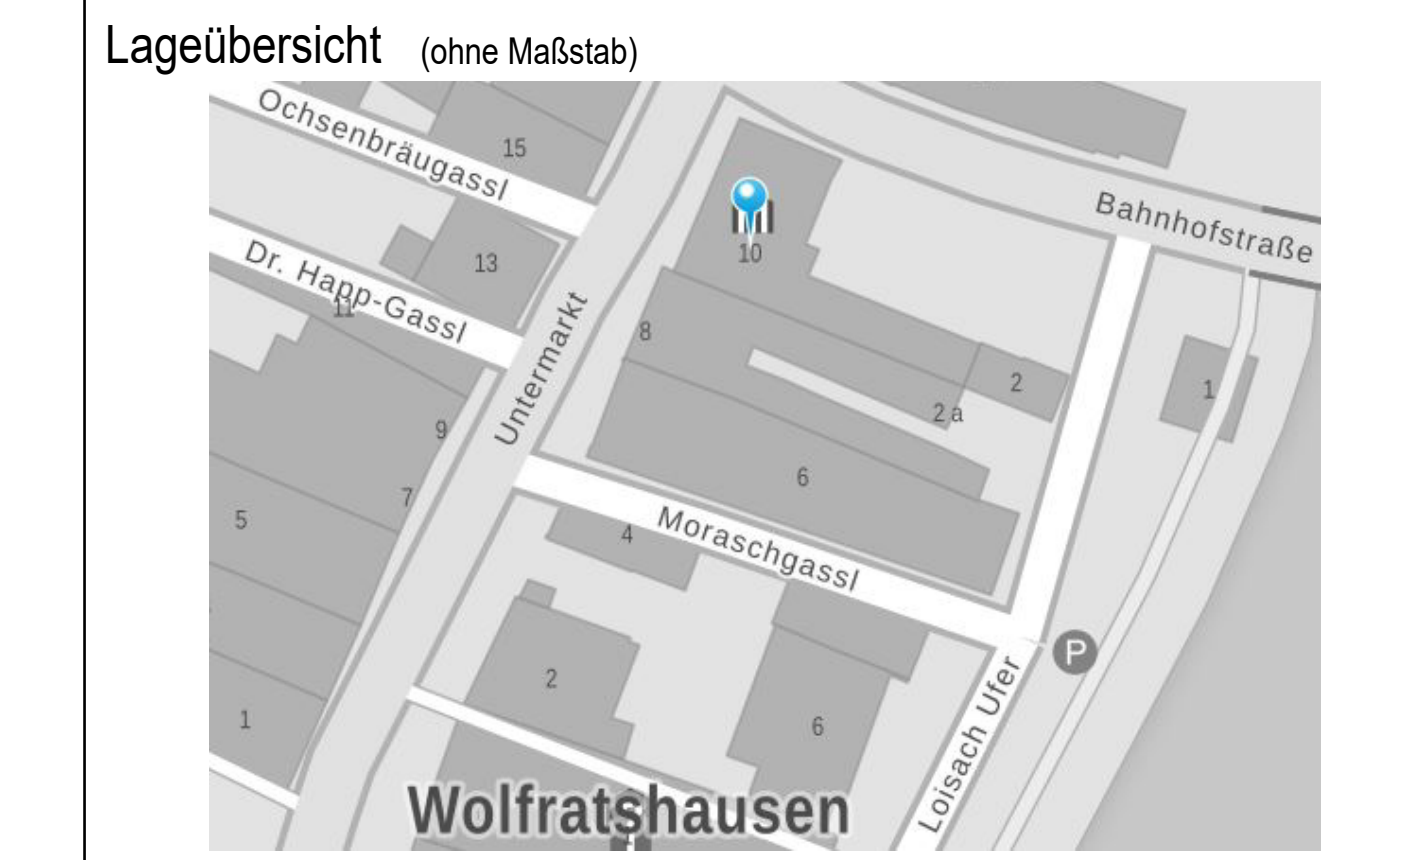 Lageübersicht (ohne Maßstab)
Ochsenbräugassl
15
Bahnhofstraße
13
10
Dr. Happ-Gassl
11
Untermarkt
8
2
1
2 a
9
6
7
5
Moraschgassl
4
P
2
Loisach Ufer
1
6
Wolfratshausen